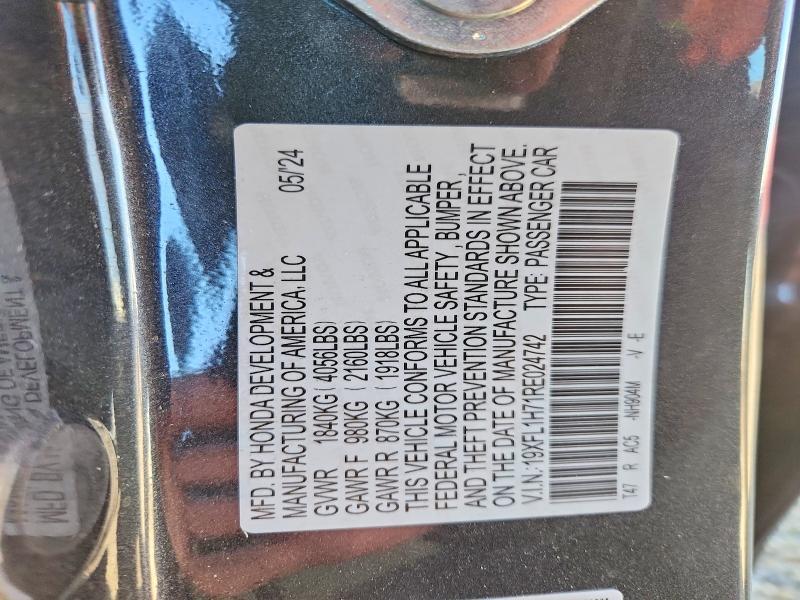 MFD. BY HONDA DEVELOPMENT &
MANUFACTURING OF AMERICA, LLC 05/'24
GVWR 1840KG ( 4056LBS)
GAWR F 980KG ( 2160LBS)
GAWR R 870KG ( 1918LBS)
THIS VEHICLE CONFORMS TO ALL APPLICABLE
FEDERAL MOTOR VEHICLE SAFETY , BUMPER,
AND THEFT PREVENTION STANDARDS IN EFFECT
ON THE DATE OF MANUFACTURE SHOWN ABOVE.
V.I.N.:19XFL1H71RE024742 TYPE: PASSENGER CAR
T47 R AC5 -NH904M -V -E